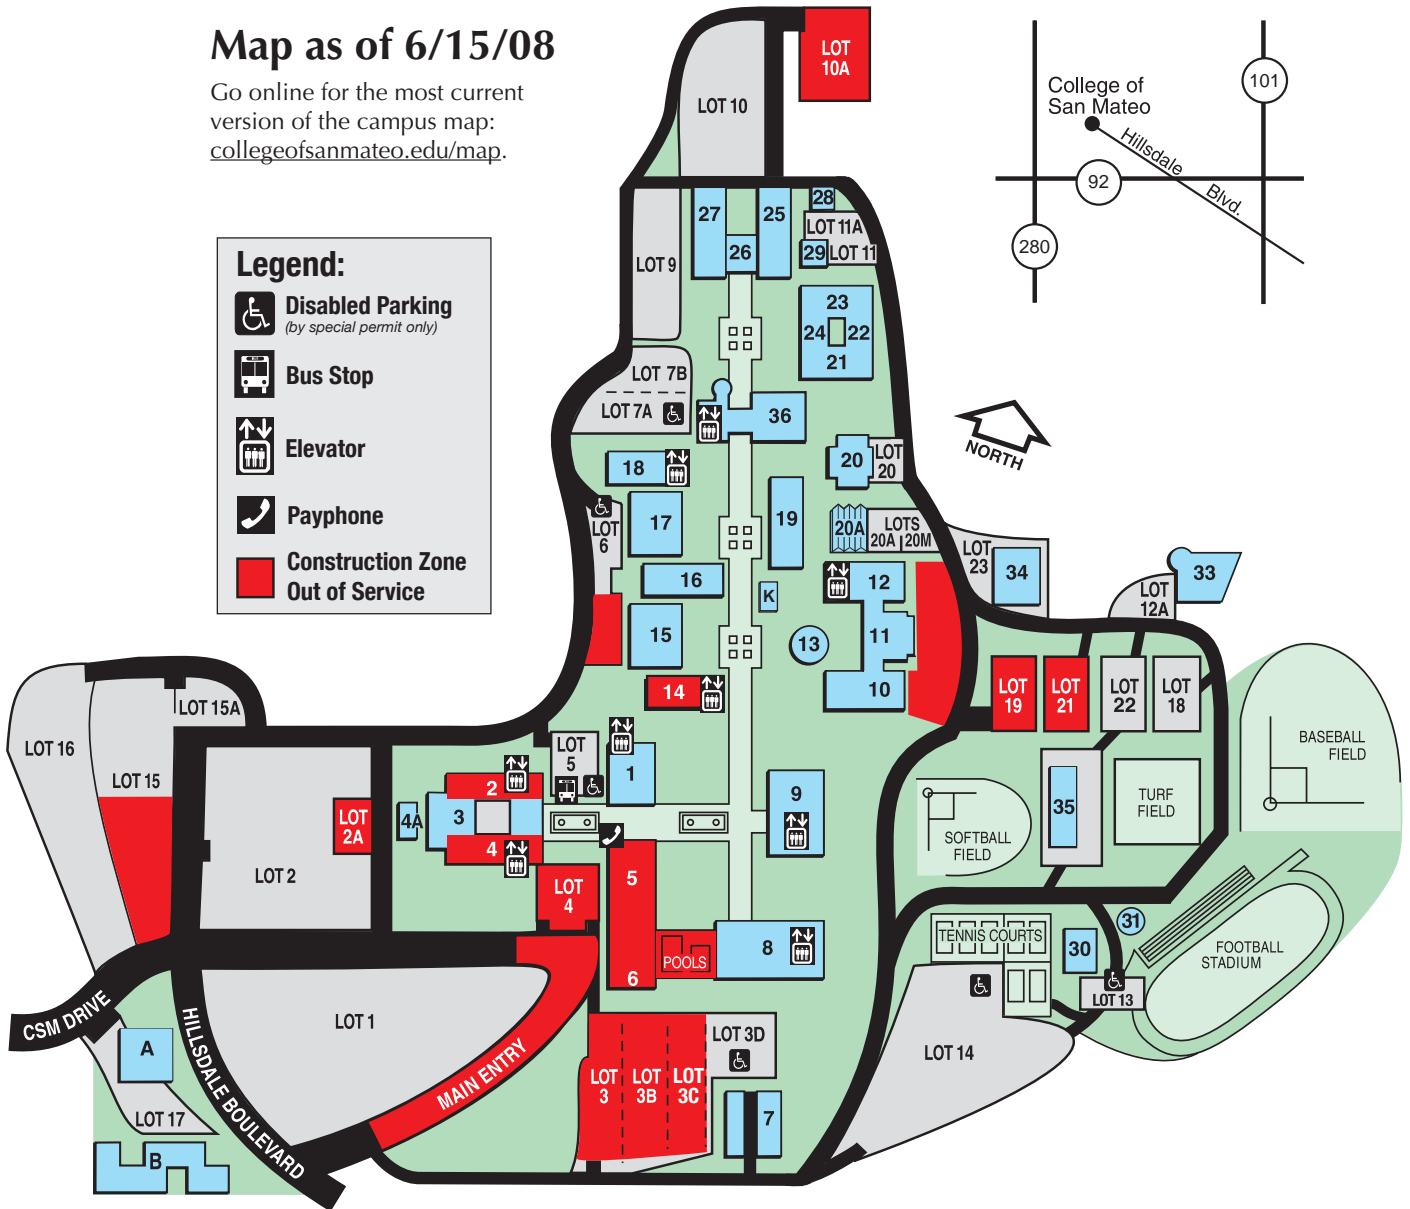 Map as of 6/15/08
Go online for the most current
version of the campus map:
collegeofsanmateo.edu/map.
Legend:
Disabled Parking
(by special permit only)
BUS
Bus Stop
Elevator
Payphone
Construction Zone
Out of Service
College of
San Mateo
Hillsdale
Blvd.
101
92
280
NORTH
LOT
10A
LOT 10
27
25
26
28
LOT 11A
29
LOT 11
LOT 9
23
24
22
21
LOT 7B
LOT 7A
36
18
20
LOT
20
LOT
6
17
19
20A
LOTS
20A
20M
LOT
23
34
33
LOT
12A
16
K
12
15
13
11
14
10
LOT
19
LOT
21
LOT
22
LOT
18
LOT 16
LOT 15A
LOT 15
LOT
5
BUS
1
2
3
4A
4
LOT
2A
LOT 2
9
35
SOFTBALL
FIELD
TURF
FIELD
BASEBALL
FIELD
LOT
4
5
6
POOLS
8
TENNIS COURTS
30
31
FOOTBALL
STADIUM
LOT 13
LOT 14
CSM DRIVE
HILLSDALE BOULEVARD
MAIN ENTRY
LOT 1
A
LOT 17
B
LOT
3
LOT
3B
LOT
3C
LOT 3D
7